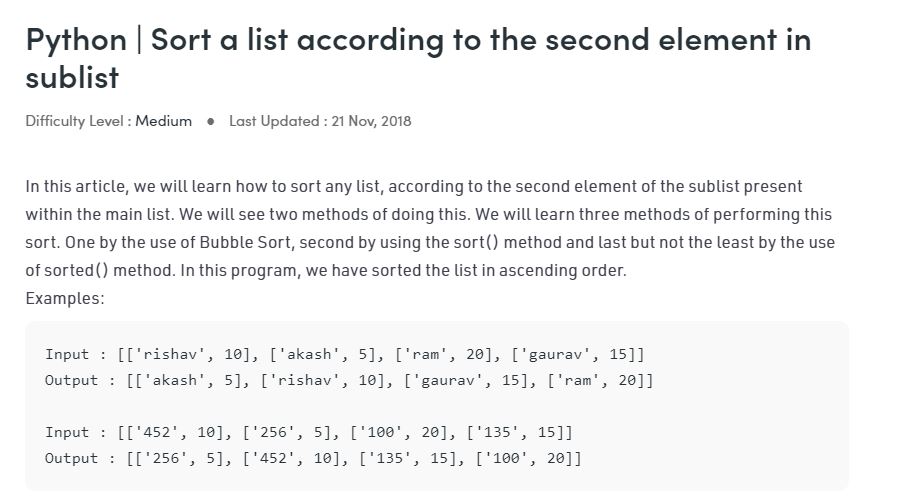 Python | Sort a list according to the second element in
sublist
Difficulty Level : Medium ● Last Updated : 21 Nov, 2018
In this article, we will learn how to sort any list, according to the second element of the sublist present
within the main list. We will see two methods of doing this. We will learn three methods of performing this
sort. One by the use of Bubble Sort, second by using the sort() method and last but not the least by the use
of sorted() method. In this program, we have sorted the list in ascending order.
Examples:
Input : [['rishav', 10], ['akash', 5], ['ram', 20], ['gaurav', 15]]
Output : [['akash', 5], ['rishav', 10], ['gaurav', 15], ['ram', 20]]
Input : [['452', 10], ['256', 5], ['100', 20], ['135', 15]]
Output : [['256', 5], ['452', 10], ['135', 15], ['100', 20]]